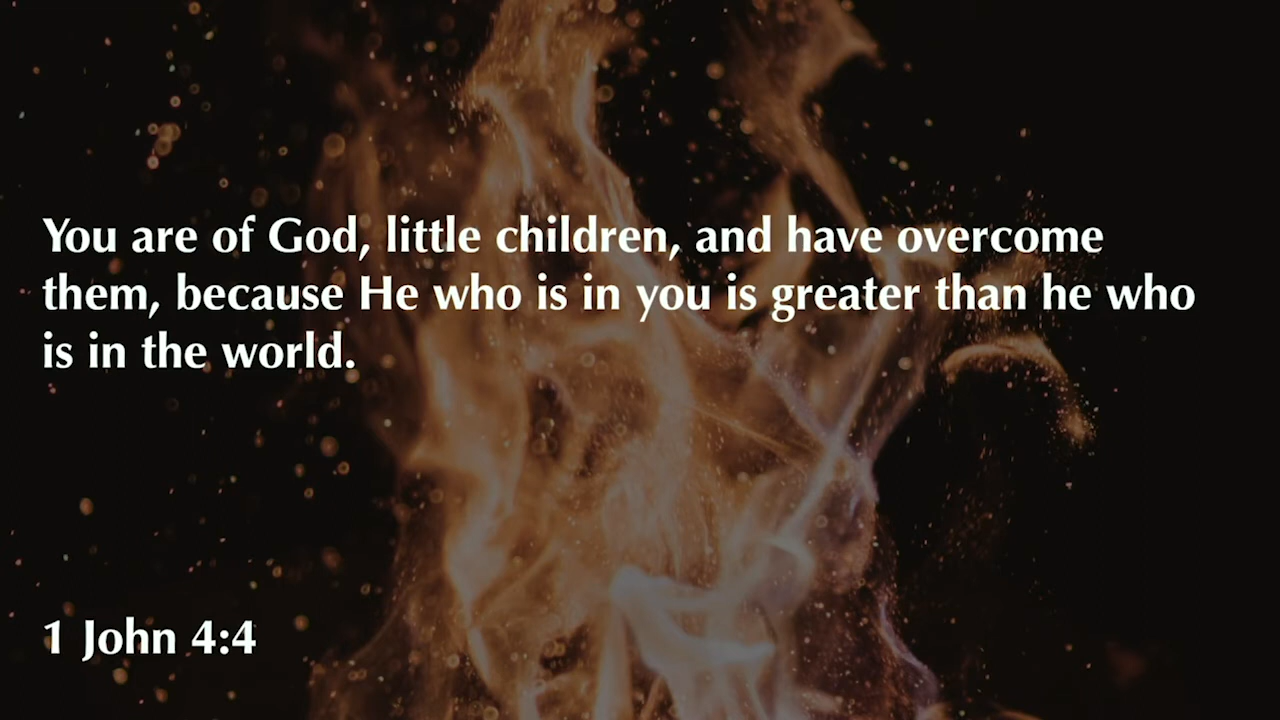 You are of God, little children, and have overcome
them, because He who is in you is greater than he who
is in the world.
1 John 4:4